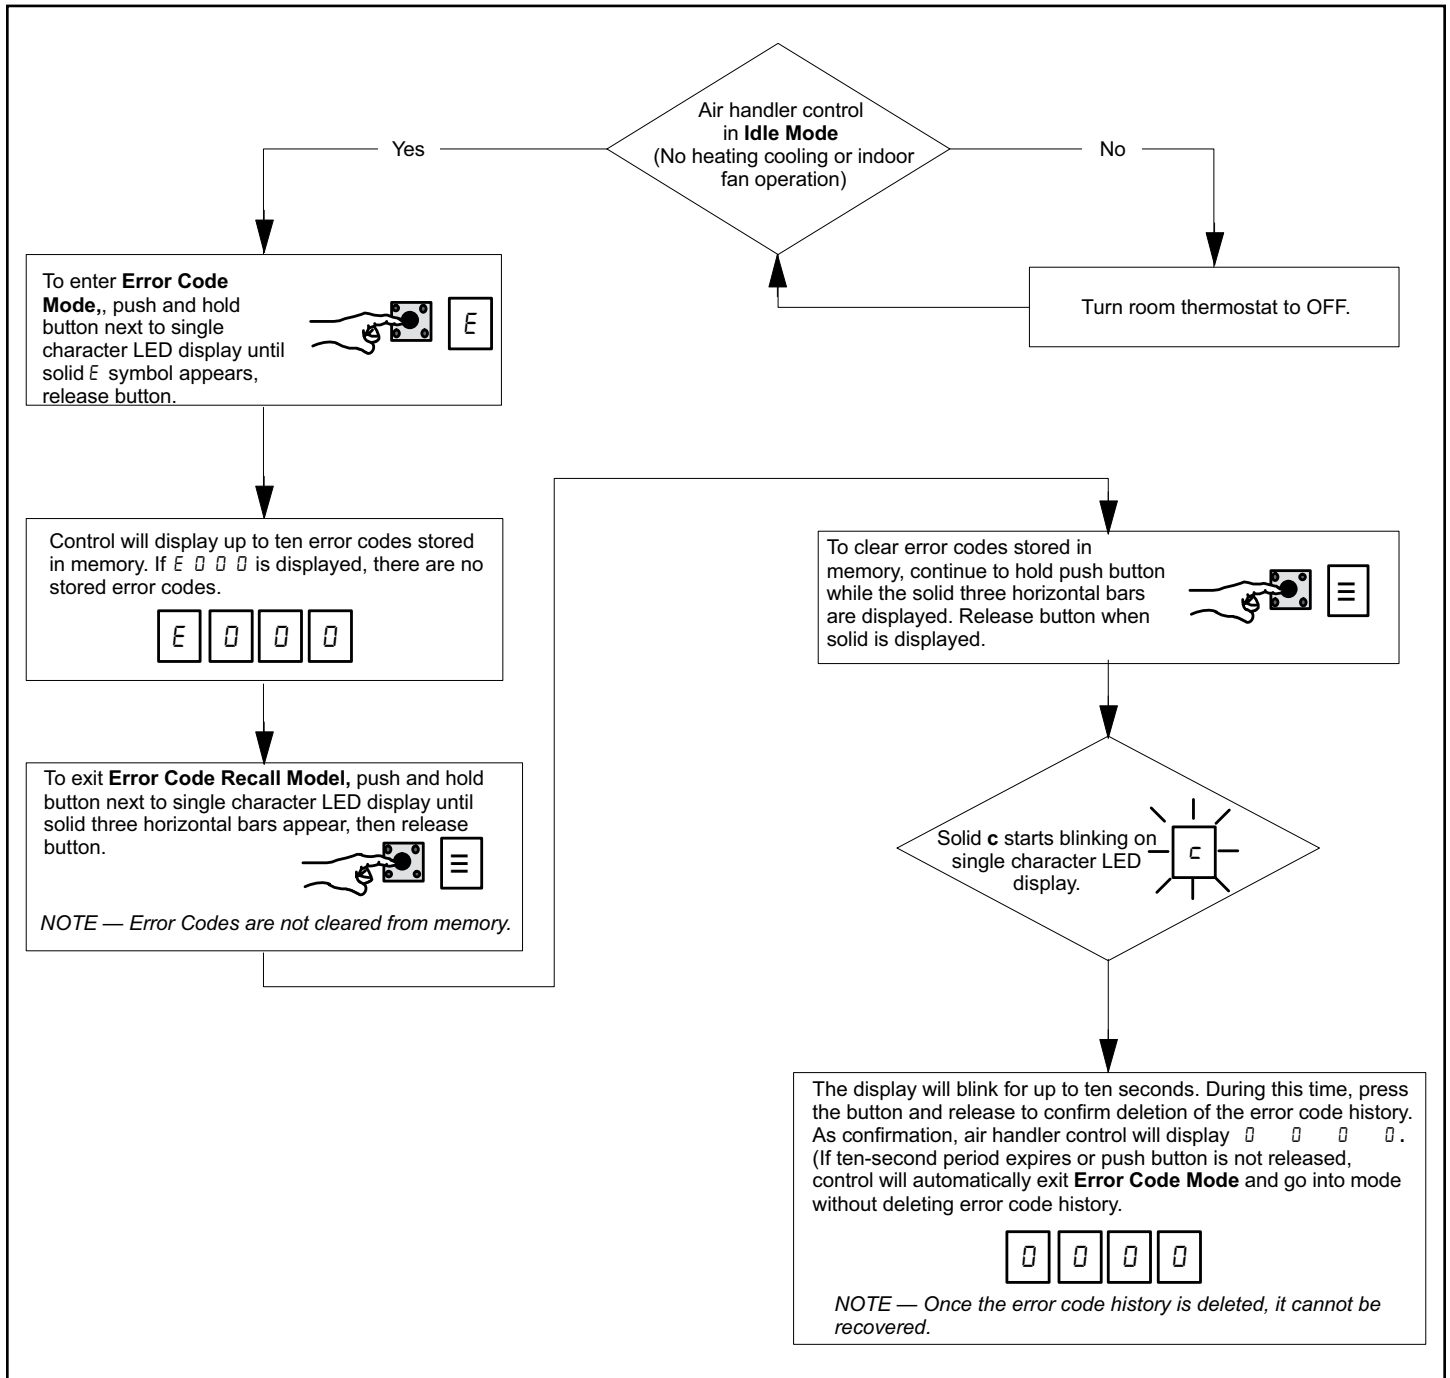 Air handler control
in Idle Mode
(No heating cooling or indoor
fan operation)
Yes
No
To enter Error Code
Mode,, push and hold
button next to single
character LED display until
solid E symbol appears,
release button.
E
Turn room thermostat to OFF.
Control will display up to ten error codes stored
in memory. If E 0 0 0 is displayed, there are no
stored error codes.
E 0 0 0
To exit Error Code Recall Model, push and hold
button next to single character LED display until
solid three horizontal bars appear, then release
button.
NOTE — Error Codes are not cleared from memory.
To clear error codes stored in
memory, continue to hold push button
while the solid three horizontal bars
are displayed. Release button when
solid is displayed.
Solid c starts blinking on
single character LED
display.
c
The display will blink for up to ten seconds. During this time, press
the button and release to confirm deletion of the error code history.
As confirmation, air handler control will display 0 0 0 0.
(If ten-second period expires or push button is not released,
control will automatically exit Error Code Mode and go into mode
without deleting error code history.
0 0 0 0
NOTE — Once the error code history is deleted, it cannot be
recovered.